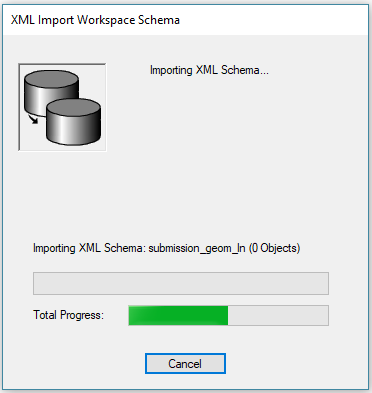 XML Import Workspace Schema
Importing XML Schema...
Importing XML Schema: submission_geom_ln (0 Objects)
Total Progress:
Cancel